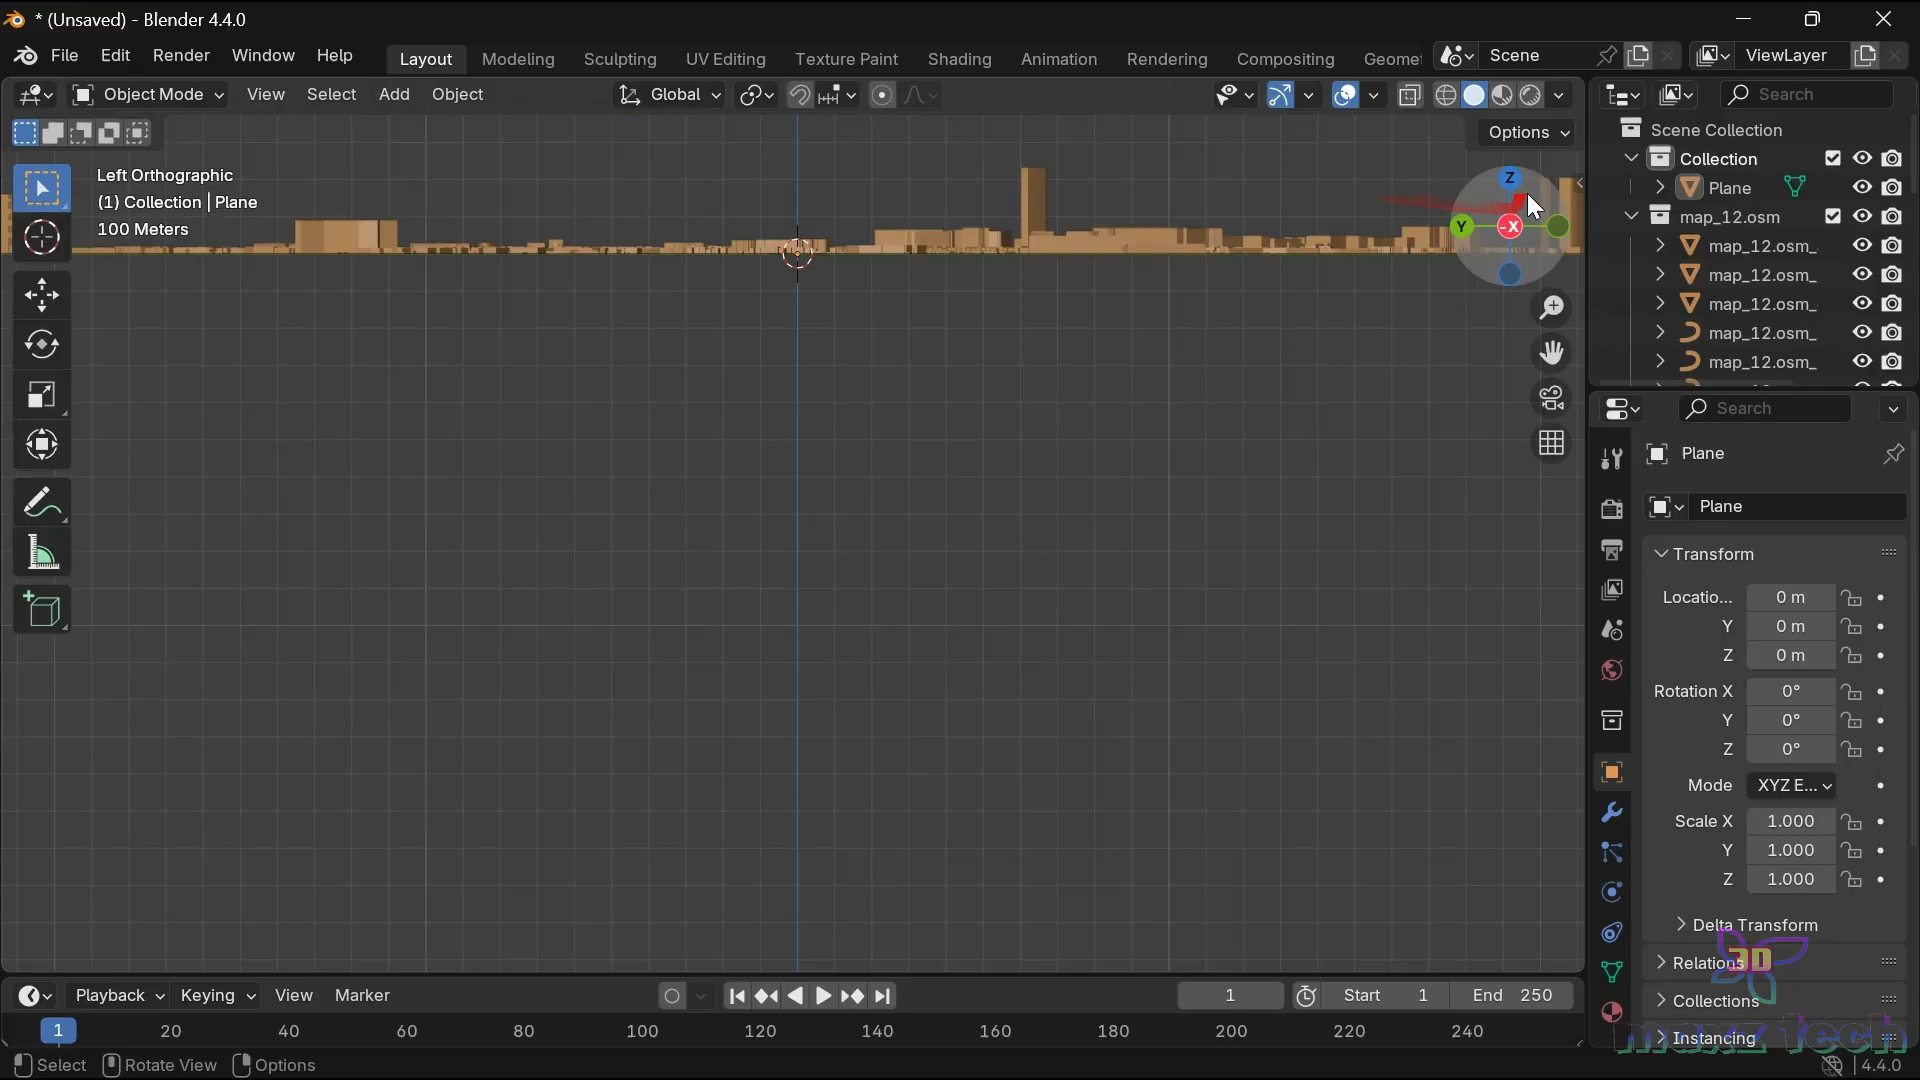 * (Unsaved) - Blender 4.4.0
File Edit Render Window Help Layout Modeling Sculpting UV Editing Texture Paint Shading Animation Rendering Compositing Geome Scene ViewLayer
Object Mode View Select Add Object Global Search
Options
Left Orthographic
(1) Collection | Plane
100 Meters
Z
Y
-X
Scene Collection
Collection
Plane
map_12.osm
map_12.osm_
map_12.osm_
map_12.osm_
map_12.osm_
map_12.osm_
Search
Plane
Plane
Transform
Locatio... 0 m
Y 0 m
Z 0 m
Rotation X 0°
Y 0°
Z 0°
Mode XYZ E...
Scale X 1.000
Y 1.000
Z 1.000
Delta Transform
Relations
3D
Collections
Instancing
maxz tech
Playback Keying View Marker 1 Start 1 End 250
1 20 40 60 80 100 120 140 160 180 200 220 240
Select Rotate View Options 4.4.0